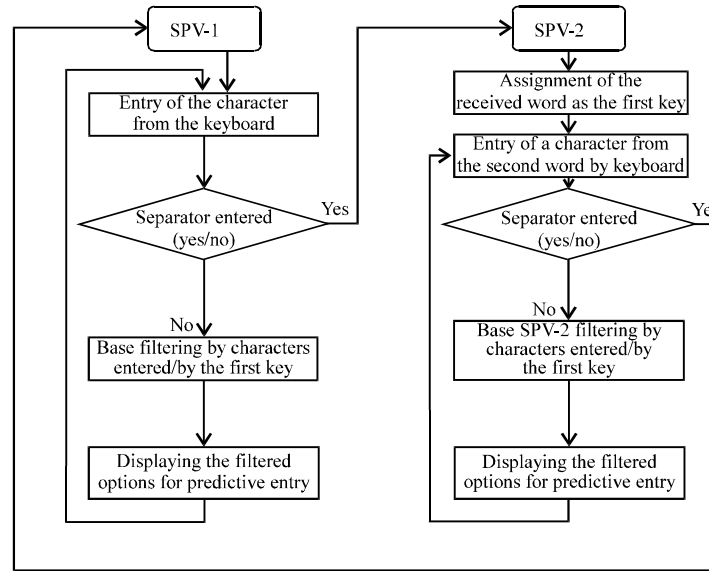 SPV-1
Entry of the character
from the keyboard
Separator entered
(yes/no)
Yes
No
Base filtering by characters
entered/by the first key
Displaying the filtered
options for predictive entry
SPV-2
Assignment of the
received word as the first key
Entry of a character from
the second word by keyboard
Separator entered
(yes/no)
Ye
No
Base SPV-2 filtering by
characters entered/by
the first key
Displaying the filtered
options for predictive entry